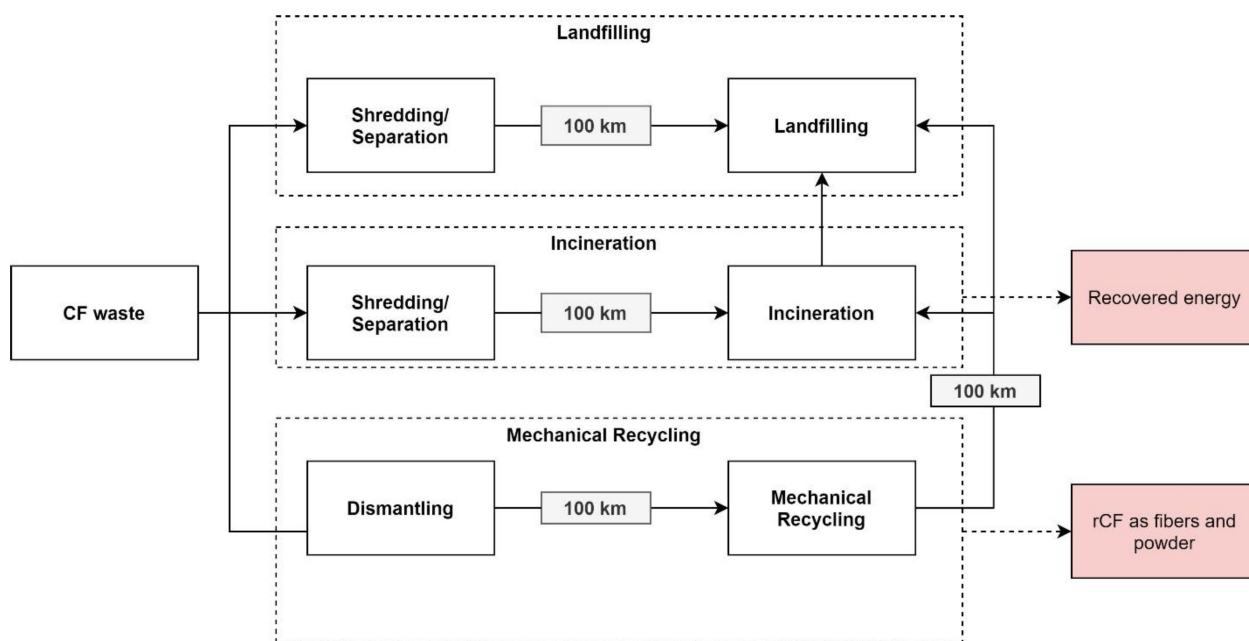 Landfilling
Shredding/
Separation
100 km
Landfilling
Incineration
CF waste
Shredding/
Separation
100 km
Incineration
Recovered energy
100 km
Mechanical Recycling
Dismantling
100 km
Mechanical
Recycling
rCF as fibers and
powder